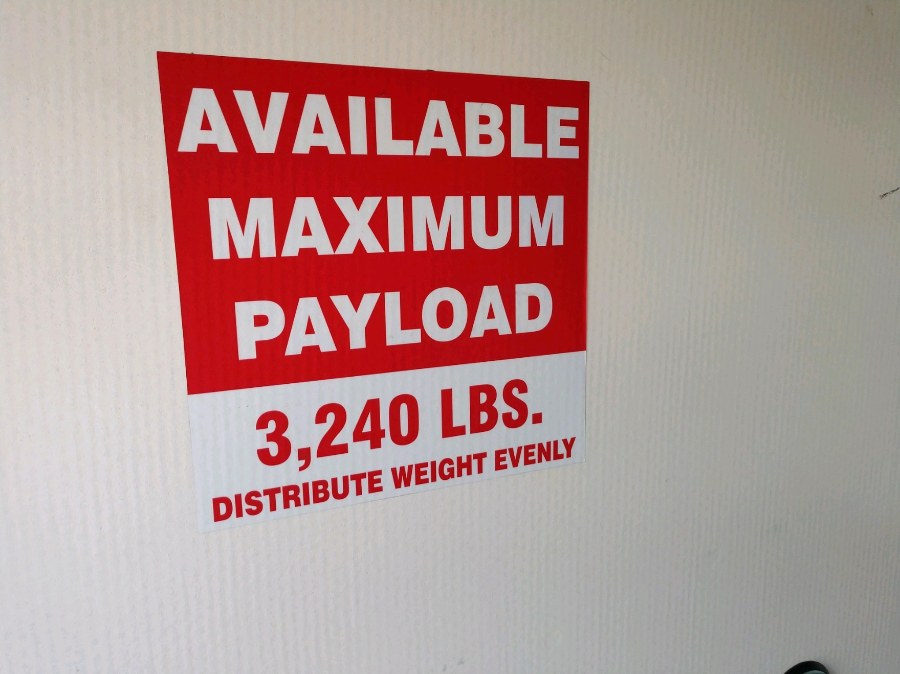 AVAILABLE
MAXIMUM
PAYLOAD
3,240 LBS.
DISTRIBUTE WEIGHT EVENLY